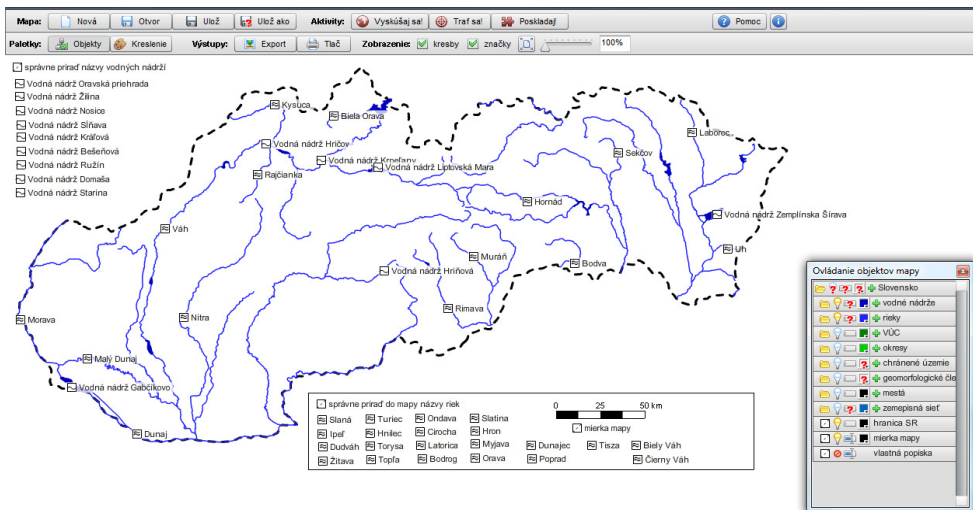 Mapa: Nová Otvor Ulož Ulož ako Aktivity: Vyskúšaj sa! Traf sa! Poskladaj! Pomoc
Paletky: Objekty Kreslenie Výstupy: Export Tlač Zobrazenie: kresby značky 100%
správne priraď názvy vodných nádrží
Vodná nádrž Oravská priehrada
Vodná nádrž Žilina
Vodná nádrž Nosice
Vodná nádrž Sĺňava
Vodná nádrž Kráľová
Vodná nádrž Bešeňová
Vodná nádrž Ružín
Vodná nádrž Domaša
Vodná nádrž Starina
Kysuca
Biela Orava
Laborec
Vodná nádrž Hričov
Sekčov
Vodná nádrž Krpeľany
Vodná nádrž Liptovská Mara
Rajčianka
Hornád
Vodná nádrž Zemplínska Šírava
Váh
Uh
Muráň
Bodva
Vodná nádrž Hriňová
Rimava
Morava
Nitra
Malý Dunaj
Vodná nádrž Gabčíkovo
Dunaj
správne priraď do mapy názvy riek
Slaná Turiec Ondava Slatina
Ipeľ Hnilec Cirocha Hron
Dudváh Torysa Latorica Myjava Dunajec Tisza Biely Váh
Žitava Topľa Bodrog Orava Poprad Čierny Váh
0 25 50 km
mierka mapy
Ovládanie objektov mapy
Slovensko
vodné nádrže
rieky
VÚC
okresy
chránené územie
geomorfologické čle
mestá
zemepisná sieť
hranica SR
mierka mapy
vlastná popiska